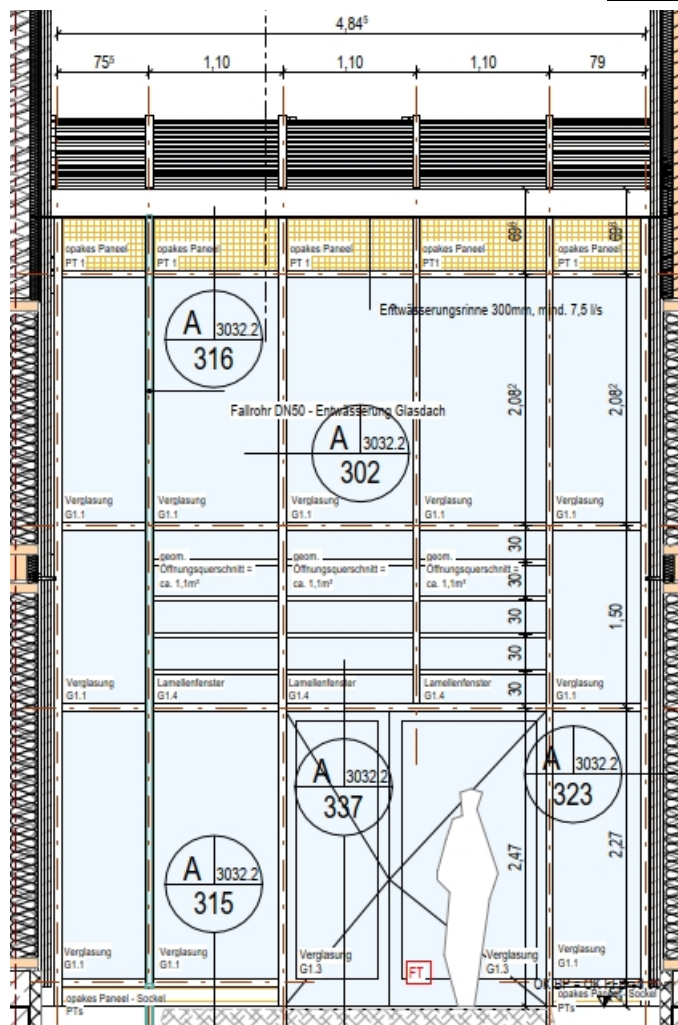 4,84⁵
75⁵ 1,10 1,10 1,10 79
opakes Paneel
PT 1
opakes Paneel
PT 1
opakes Paneel
PT 1
opakes Paneel
PT1
opakes Paneel
PT 1
Entwässerungsrinne 300mm, mind. 7,5 l/s
A 3032.2
316
2,08²
2,08²
Fallrohr DN50 - Entwässerung Glasdach
A 3032.2
302
Verglasung
G1.1
Verglasung
G1.1
Verglasung
G1.1
Verglasung
G1.1
Verglasung
G1.1
geom.
Öffnungsquerschnitt =
ca. 1,1m²
geom.
Öffnungsquerschnitt =
ca. 1,1m²
geom.
Öffnungsquerschnitt =
ca. 1,1m²
30
30
30
30
30
1,50
Verglasung
G1.1
Lamellenfenster
G1.4
Lamellenfenster
G1.4
Lamellenfenster
G1.4
Verglasung
G1.1
A 3032.2
337
A 3032.2
323
A 3032.2
315
2,47
2,27
Verglasung
G1.1
Verglasung
G1.1
Verglasung
G1.3
FT
Verglasung
G1.3
opakes Paneel - Sockel
PTs
opakes Paneel - Sockel
PTs